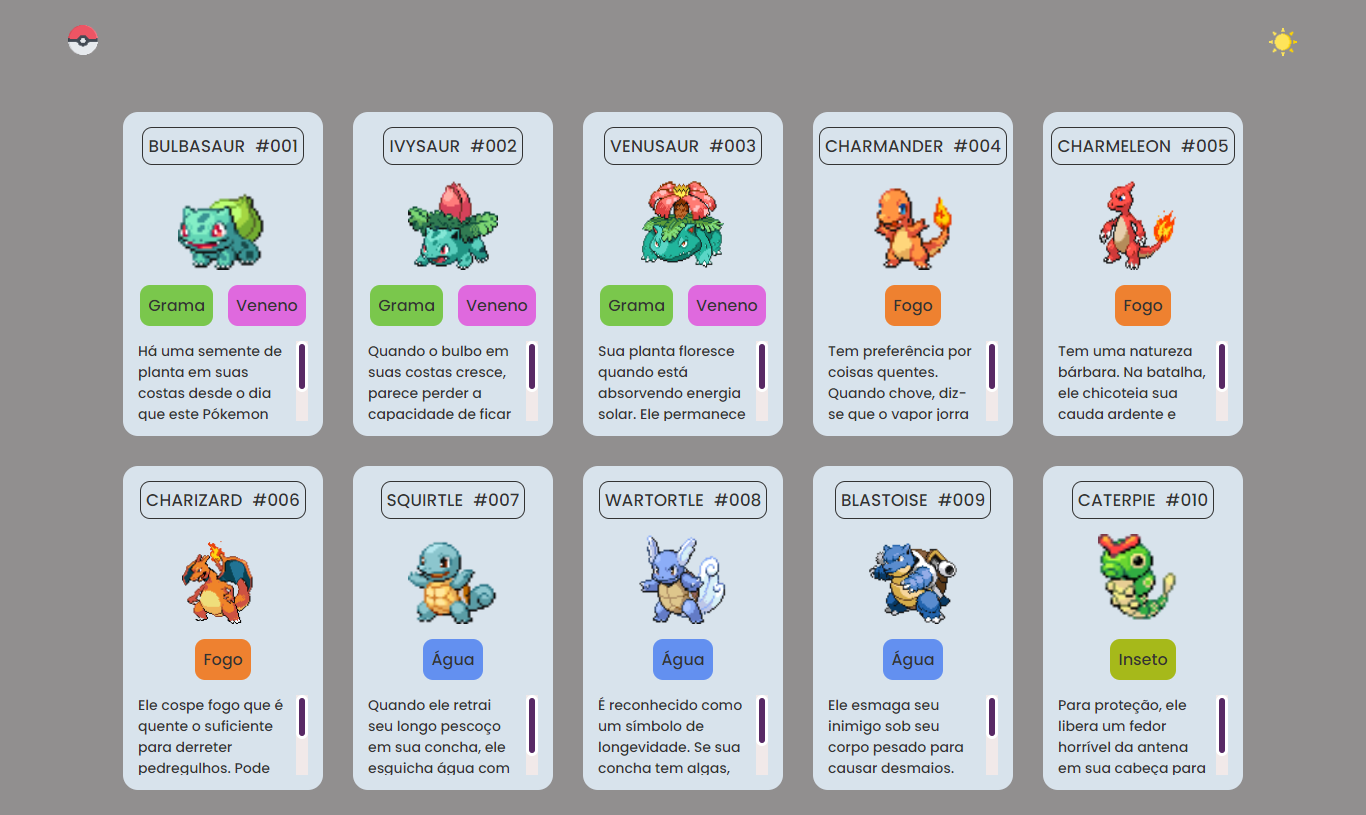 BULBASAUR #001
Grama Veneno
Há uma semente de
planta em suas
costas desde o dia
que este Pókemon
IVYSAUR #002
Grama Veneno
Quando o bulbo em
suas costas cresce,
parece perder a
capacidade de ficar
VENUSAUR #003
Grama Veneno
Sua planta floresce
quando está
absorvendo energia
solar. Ele permanece
CHARMANDER #004
Fogo
Tem preferência por
coisas quentes.
Quando chove, diz-
se que o vapor jorra
CHARMELEON #005
Fogo
Tem uma natureza
bárbara. Na batalha,
ele chicoteia sua
cauda ardente e
CHARIZARD #006
Fogo
Ele cospe fogo que é
quente o suficiente
para derreter
pedregulhos. Pode
SQUIRTLE #007
Água
Quando ele retrai
seu longo pescoço
em sua concha, ele
esguicha água com
WARTORTLE #008
Água
É reconhecido como
um símbolo de
longevidade. Se sua
concha tem algas,
BLASTOISE #009
Água
Ele esmaga seu
inimigo sob seu
corpo pesado para
causar desmaios.
CATERPIE #010
Inseto
Para proteção, ele
libera um fedor
horrível da antena
em sua cabeça para